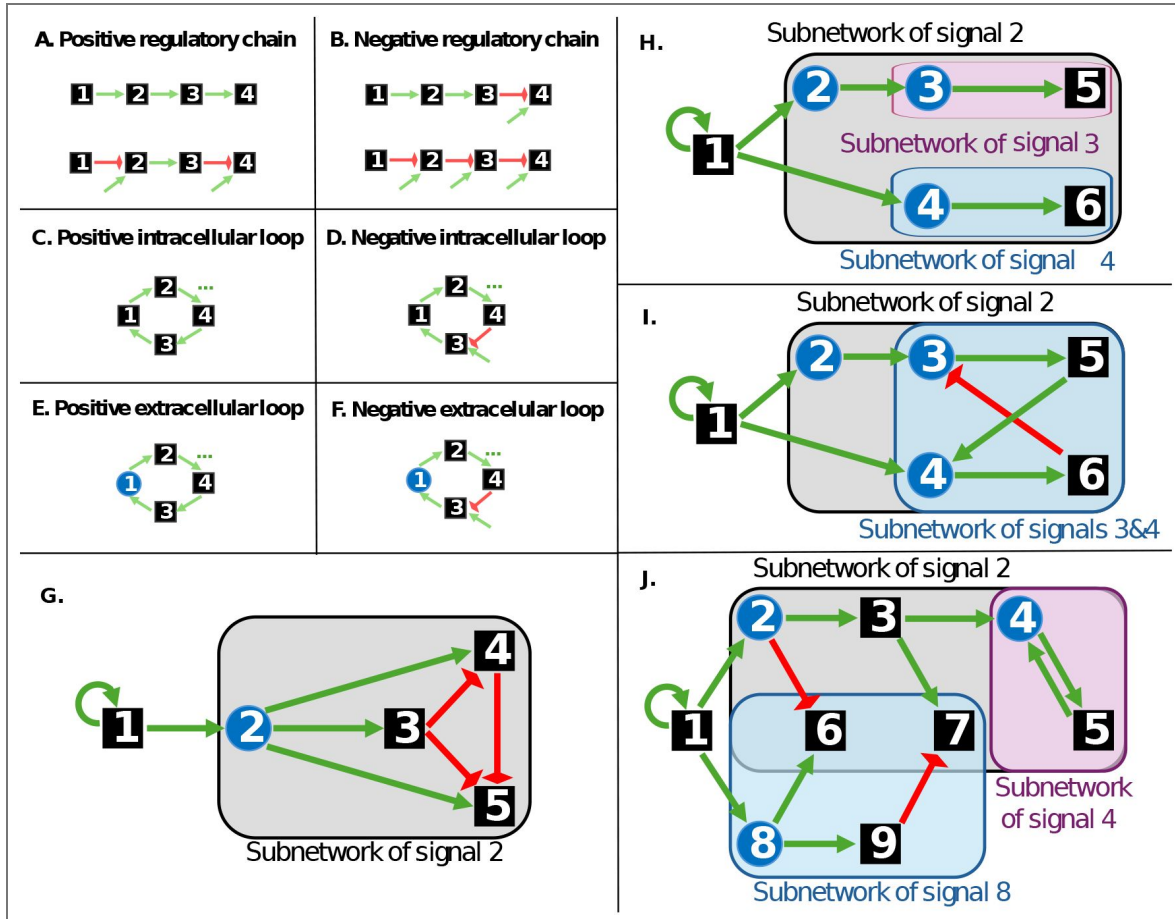 A. Positive regulatory chain
1 2 3 4
1 2 3 4
B. Negative regulatory chain
1 2 3 4
1 2 3 4
C. Positive intracellular loop
2 ...
1 4
3
D. Negative intracellular loop
2 ...
1 4
3
E. Positive extracellular loop
2 ...
1 4
3
F. Negative extracellular loop
2 ...
1 4
3
G.
4
1 2 3
5
Subnetwork of signal 2
H.
Subnetwork of signal 2
2 3 5
1
Subnetwork of signal 3
4 6
Subnetwork of signal 4
I.
Subnetwork of signal 2
2 3 5
1
4 6
Subnetwork of signals 3&4
J.
Subnetwork of signal 2
2 3 4
1 6 7 5
Subnetwork
of signal 4
8 9
Subnetwork of signal 8